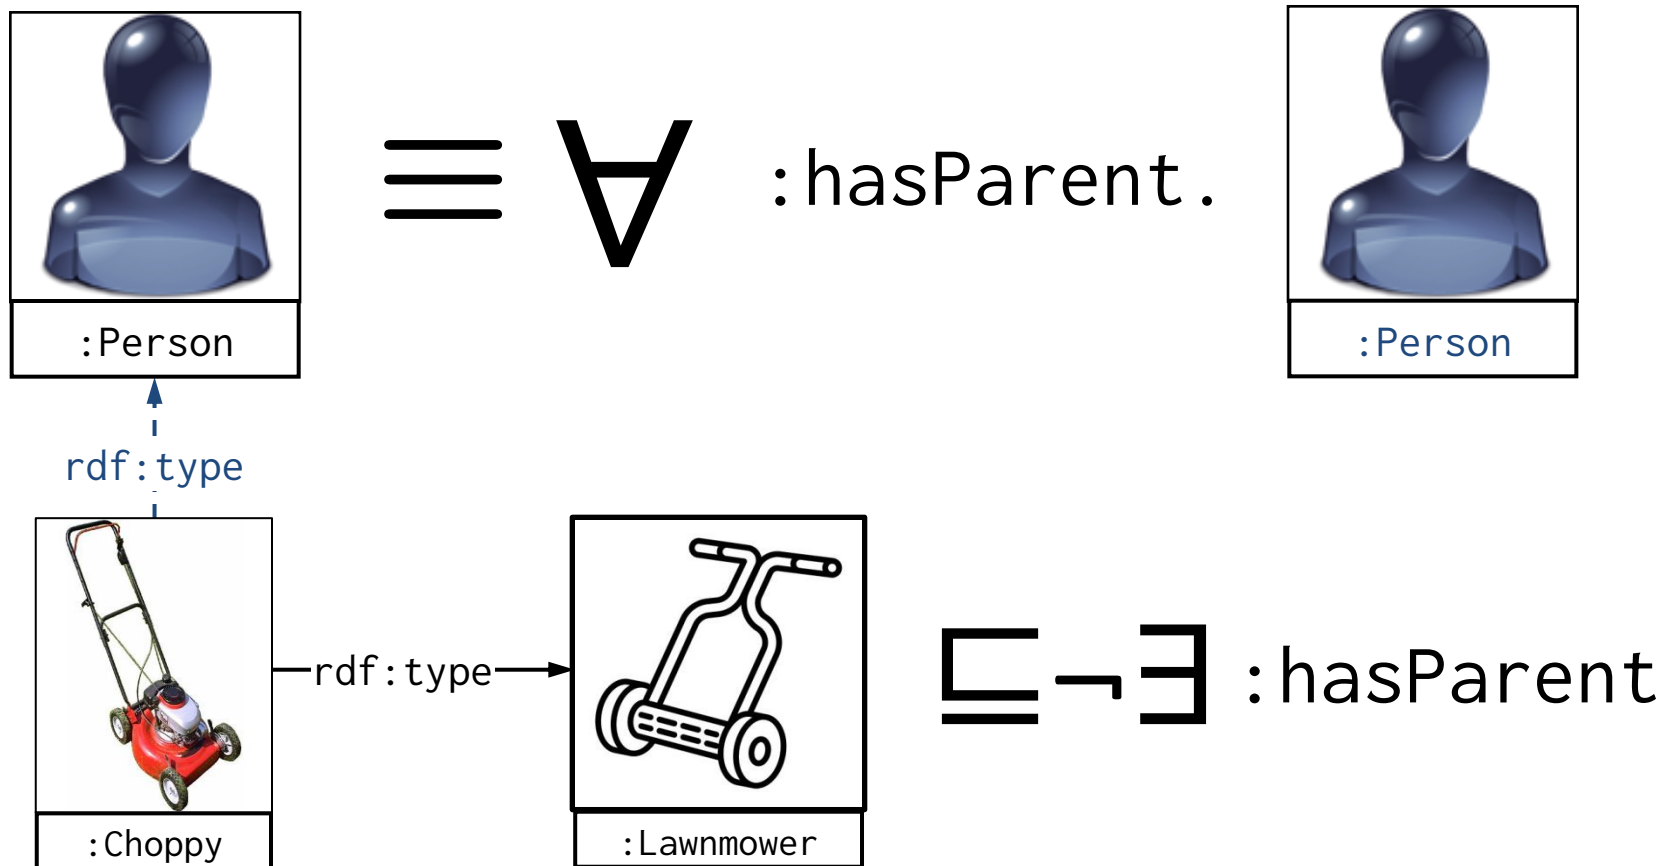 ≡ ∀ :hasParent.
:Person
:Person
rdf:type
rdf:type
⊑¬∃ :hasParent
:Choppy
:Lawnmower